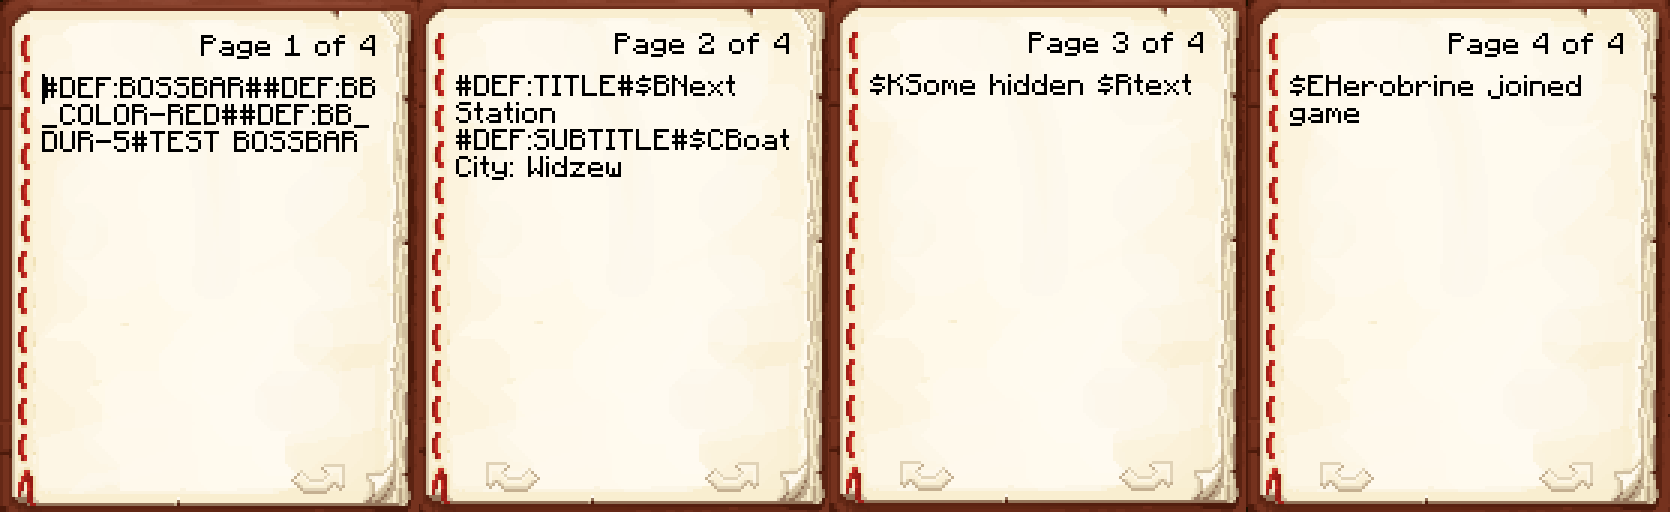 Page 1 of 4
#DEF:BOSSBAR##DEF:BB
_COLOR-RED##DEF:BB_
DUR-5#TEST BOSSBAR
Page 2 of 4
#DEF:TITLE#$BNext
Station
#DEF:SUBTITLE#$CBoat
City: Widzew
Page 3 of 4
$KSome hidden $Rtext
Page 4 of 4
$EHerobrine joined
game